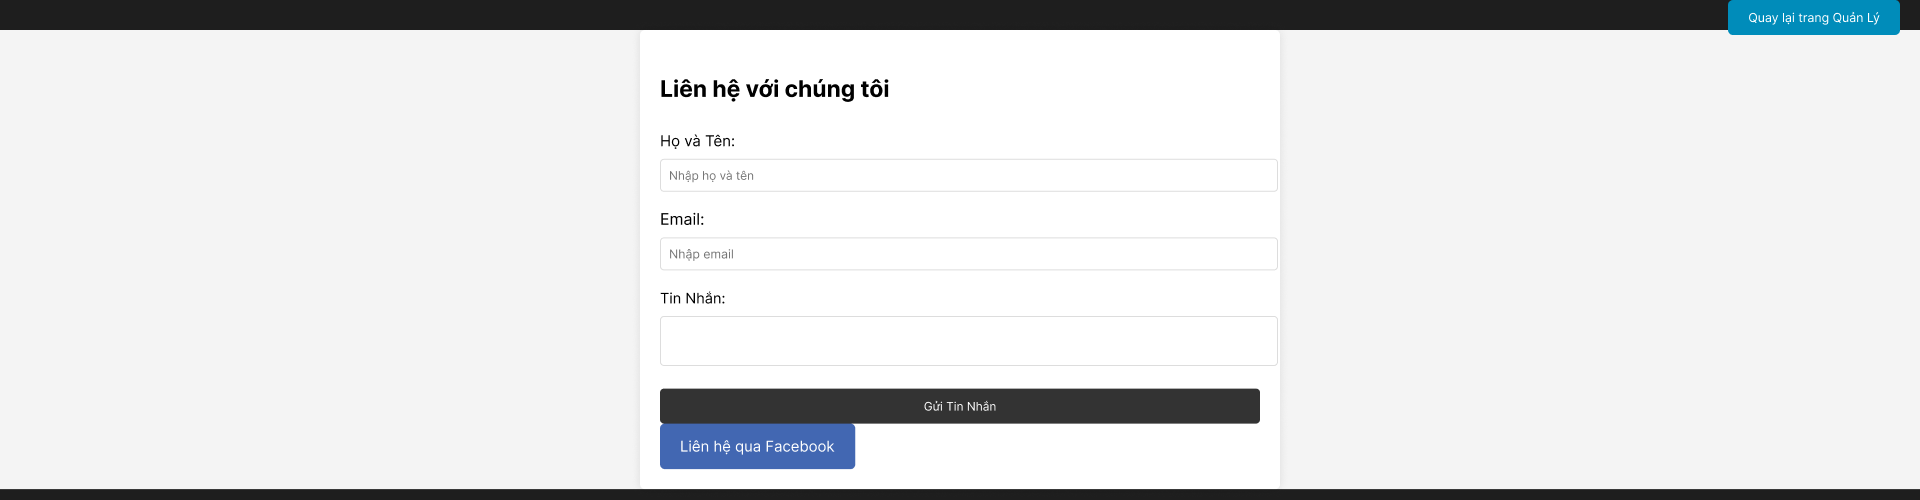 Quay lại trang Quản Lý
Liên hệ với chúng tôi
Họ và Tên:
Nhập họ và tên
Email:
Nhập email
Tin Nhắn:
Gửi Tin Nhắn
Liên hệ qua Facebook